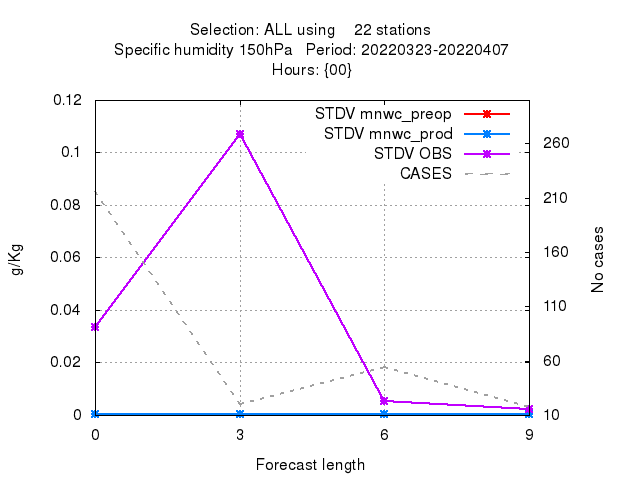 Selection: ALL using    22 stations
Specific humidity 150hPa   Period: 20220323-20220407
Hours: {00}
STDV mnwc_preop
STDV mnwc_prod
STDV OBS
CASES
0.12
0.1
0.08
0.06
0.04
0.02
0
g/Kg
260
210
160
110
60
10
No cases
0
3
6
9
Forecast length